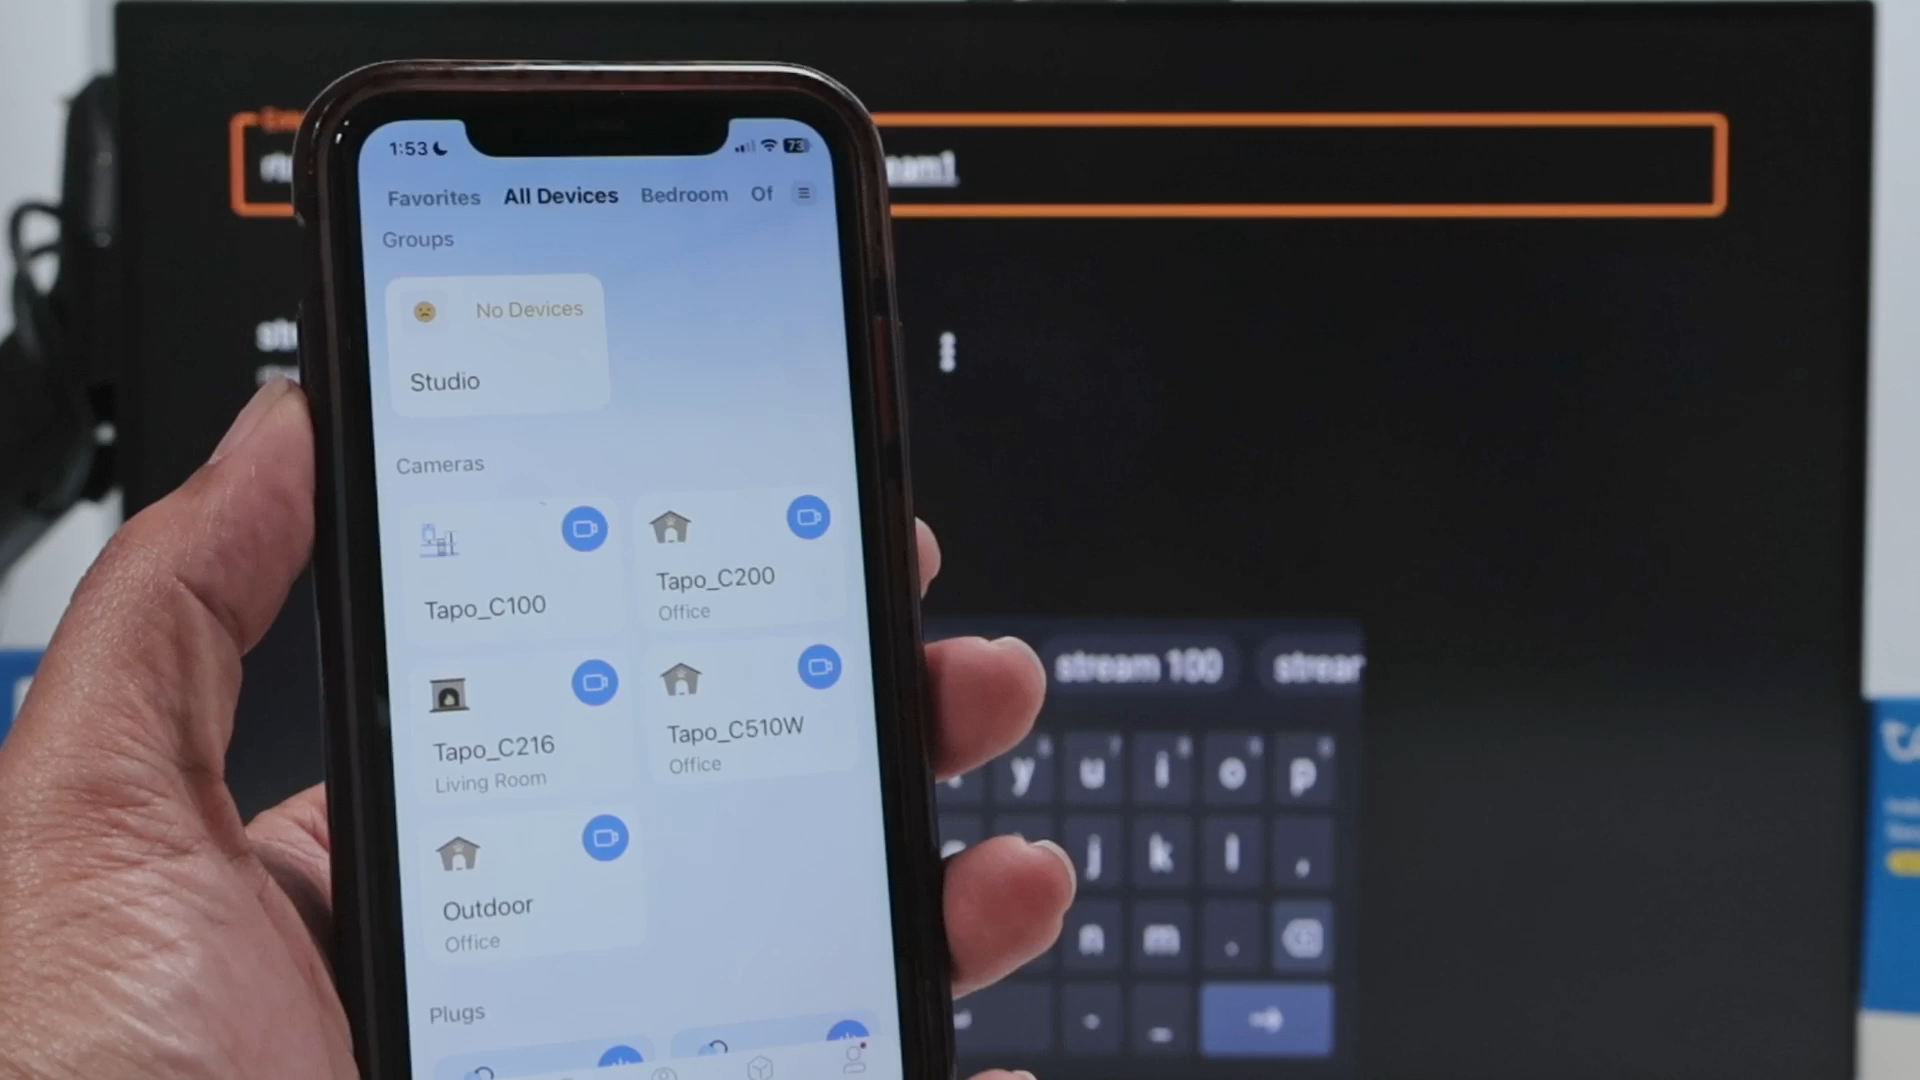 1:53
73
Favorites All Devices Bedroom Of
Groups
No Devices
Studio
Cameras
Tapo_C100
Tapo_C200
Office
Tapo_C216
Living Room
Tapo_C510W
Office
Outdoor
Office
Plugs
stream 100
y u i o p
j k l ,
n m .
- _